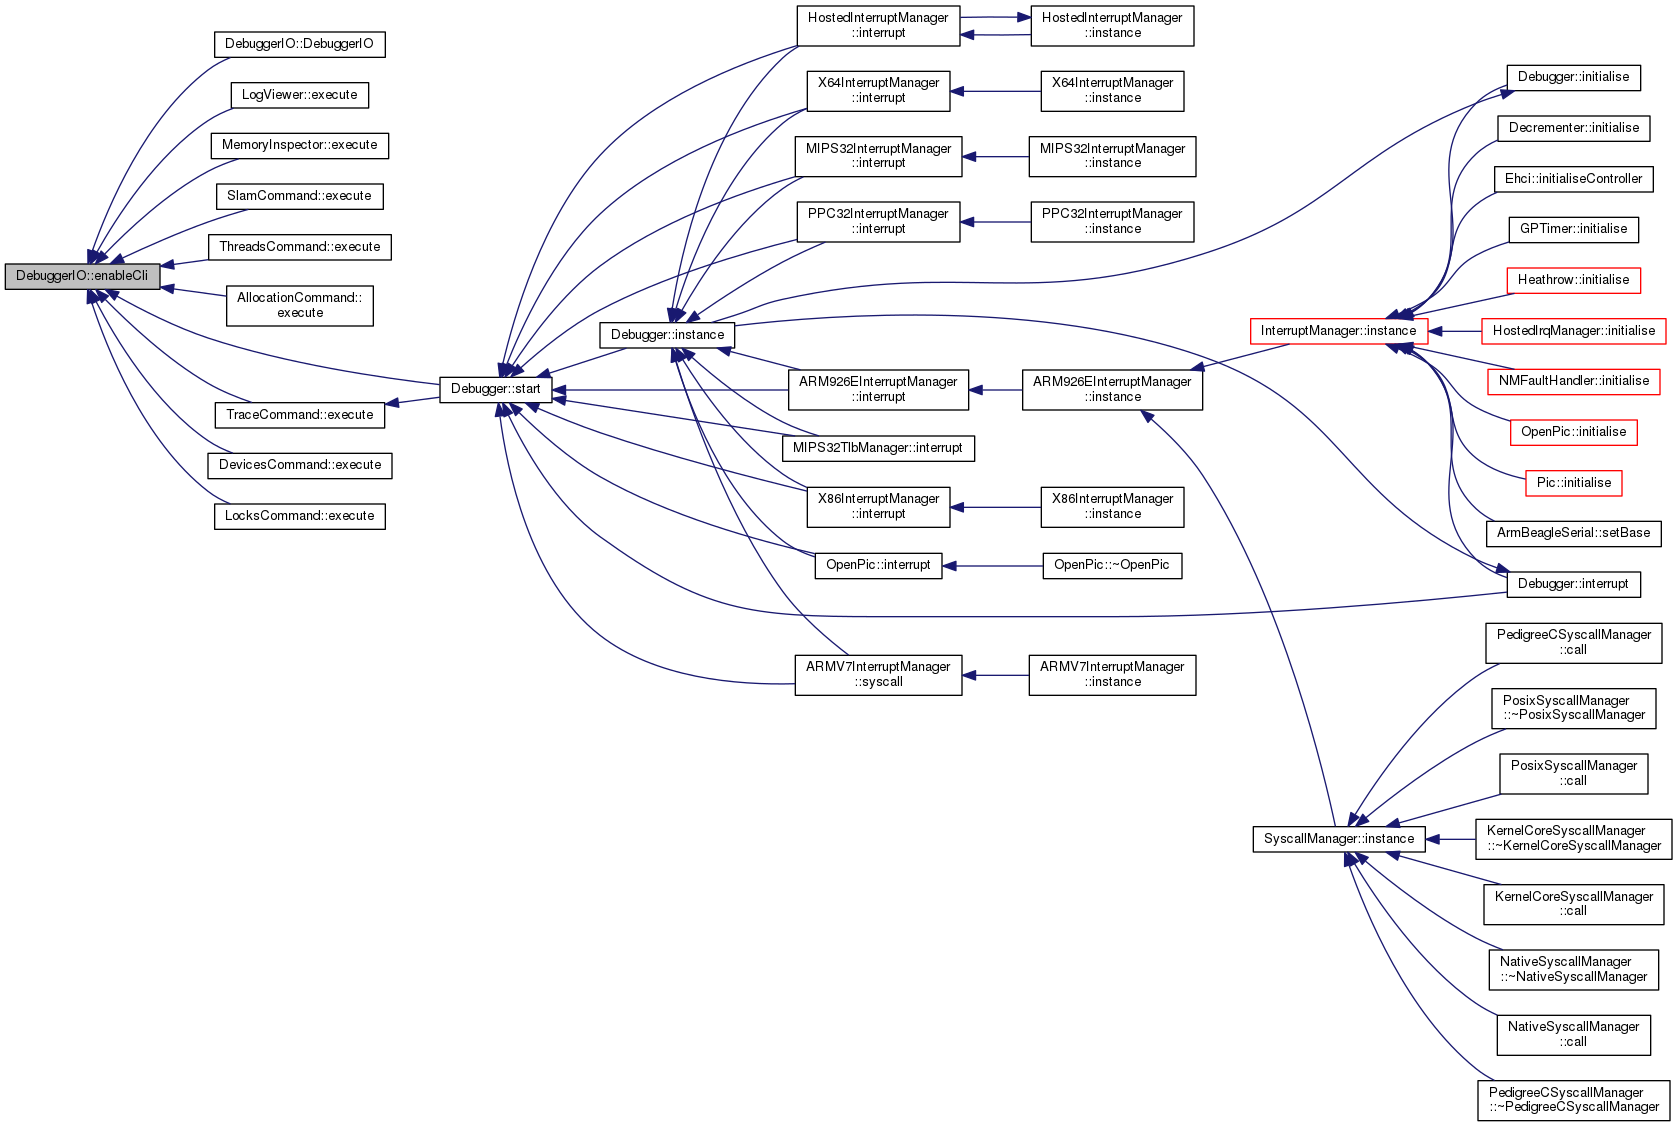 DebuggerIO::enableCli
DebuggerIO::DebuggerIO
LogViewer::execute
MemoryInspector::execute
SlamCommand::execute
ThreadsCommand::execute
AllocationCommand::
execute
TraceCommand::execute
DevicesCommand::execute
LocksCommand::execute
Debugger::start
Debugger::instance
HostedInterruptManager
::interrupt
X64InterruptManager
::interrupt
MIPS32InterruptManager
::interrupt
PPC32InterruptManager
::interrupt
ARM926EInterruptManager
::interrupt
MIPS32TlbManager::interrupt
X86InterruptManager
::interrupt
OpenPic::interrupt
ARMV7InterruptManager
::syscall
HostedInterruptManager
::instance
X64InterruptManager
::instance
MIPS32InterruptManager
::instance
PPC32InterruptManager
::instance
ARM926EInterruptManager
::instance
X86InterruptManager
::instance
OpenPic::~OpenPic
ARMV7InterruptManager
::instance
InterruptManager::instance
SyscallManager::instance
Debugger::initialise
Decrementer::initialise
Ehci::initialiseController
GPTimer::initialise
Heathrow::initialise
HostedIrqManager::initialise
NMFaultHandler::initialise
OpenPic::initialise
Pic::initialise
ArmBeagleSerial::setBase
Debugger::interrupt
PedigreeCSyscallManager
::call
PosixSyscallManager
::~PosixSyscallManager
PosixSyscallManager
::call
KernelCoreSyscallManager
::~KernelCoreSyscallManager
KernelCoreSyscallManager
::call
NativeSyscallManager
::~NativeSyscallManager
NativeSyscallManager
::call
PedigreeCSyscallManager
::~PedigreeCSyscallManager